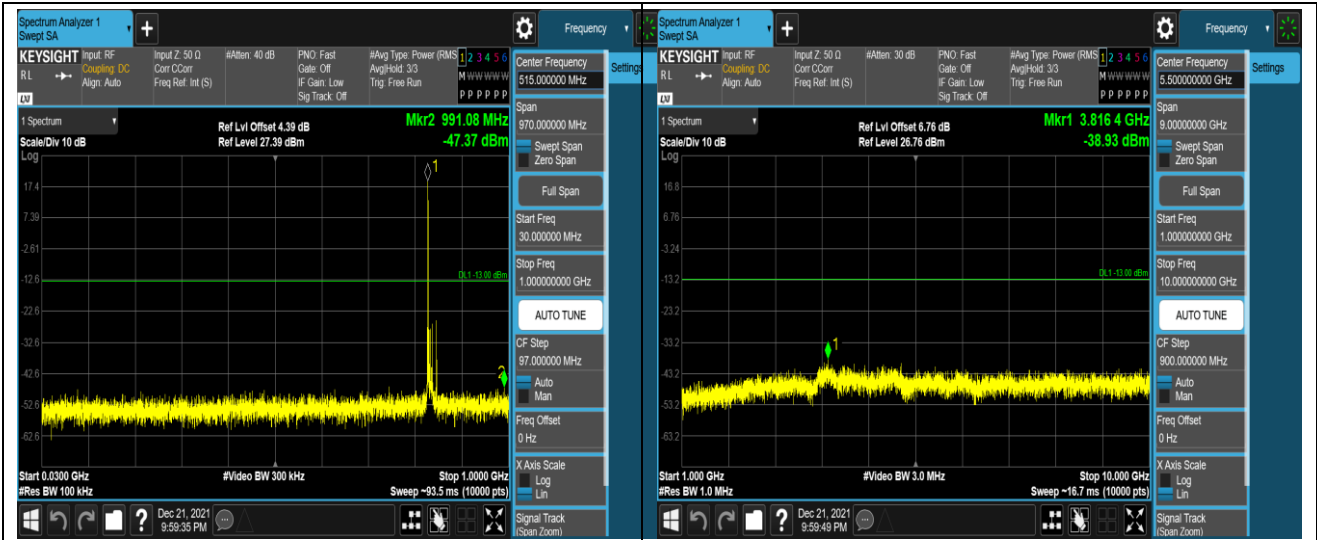 Spectrum Analyzer 1
Swept SA
Frequency
KEYSIGHT
Input: RF
Input Z: 50 Ω
#Atten: 40 dB
PNO: Fast
#Avg Type: Power (RMS
1 2 3 4 5 6
RL
Coupling: DC
Corr CCorr
Gate: Off
Avg|Hold: 3/3
M W W W W W
Align: Auto
Freq Ref: Int (S)
IF Gain: Low
Trig: Free Run
Sig Track: Off
P P P P P P
LXI
1 Spectrum
Ref Lvl Offset 4.39 dB
Mkr2 991.08 MHz
Scale/Div 10 dB
Ref Level 27.39 dBm
-47.37 dBm
Log
1
17.4
7.39
-2.61
-12.6
DL1 -13.00 dBm
-22.6
-32.6
-42.6
2
-52.6
-62.6
Start 0.0300 GHz
#Video BW 300 kHz
Stop 1.0000 GHz
#Res BW 100 kHz
Sweep ~93.5 ms (10000 pts)
Dec 21, 2021
9:59:35 PM
Center Frequency
515.000000 MHz
Settings
Span
970.000000 MHz
Swept Span
Zero Span
Full Span
Start Freq
30.000000 MHz
Stop Freq
1.000000000 GHz
AUTO TUNE
CF Step
97.000000 MHz
Auto
Man
Freq Offset
0 Hz
X Axis Scale
Log
Lin
Signal Track
(Span Zoom)
Spectrum Analyzer 1
Swept SA
Frequency
KEYSIGHT
Input: RF
Input Z: 50 Ω
#Atten: 30 dB
PNO: Fast
#Avg Type: Power (RMS
1 2 3 4 5 6
RL
Coupling: DC
Corr CCorr
Gate: Off
Avg|Hold: 3/3
M W W W W W
Align: Auto
Freq Ref: Int (S)
IF Gain: Low
Trig: Free Run
Sig Track: Off
P P P P P P
LXI
1 Spectrum
Ref Lvl Offset 6.76 dB
Mkr1 3.816 4 GHz
Scale/Div 10 dB
Ref Level 26.76 dBm
-38.93 dBm
Log
16.8
6.76
-3.24
-13.2
DL1 -13.00 dBm
-23.2
-33.2
1
-43.2
-53.2
-63.2
Start 1.000 GHz
#Video BW 3.0 MHz
Stop 10.000 GHz
#Res BW 1.0 MHz
Sweep ~16.7 ms (10000 pts)
Dec 21, 2021
9:59:49 PM
Center Frequency
5.500000000 GHz
Settings
Span
9.00000000 GHz
Swept Span
Zero Span
Full Span
Start Freq
1.000000000 GHz
Stop Freq
10.000000000 GHz
AUTO TUNE
CF Step
900.000000 MHz
Auto
Man
Freq Offset
0 Hz
X Axis Scale
Log
Lin
Signal Track
(Span Zoom)